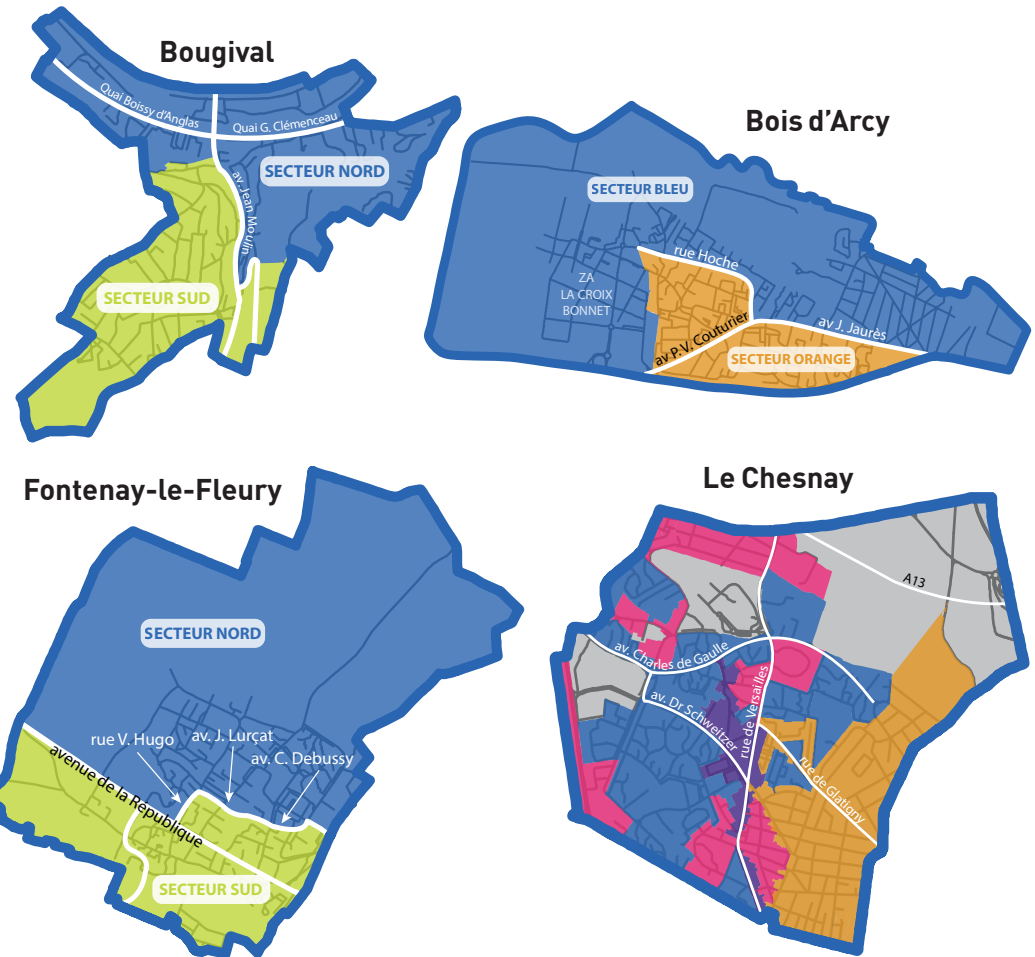 Bougival
Quai Boissy d'Anglas
Quai G. Clémenceau
SECTEUR NORD
av. Jean Moulin
SECTEUR SUD
Bois d'Arcy
SECTEUR BLEU
rue Hoche
ZA
LA CROIX
BONNET
av P. V. Couturier
av J. Jaurès
SECTEUR ORANGE
Fontenay-le-Fleury
SECTEUR NORD
rue V. Hugo
av. J. Lurçat
av. C. Debussy
avenue de la République
SECTEUR SUD
Le Chesnay
A13
av. Charles de Gaulle
av. Dr Schweitzer
rue de Versailles
rue de Glatigny